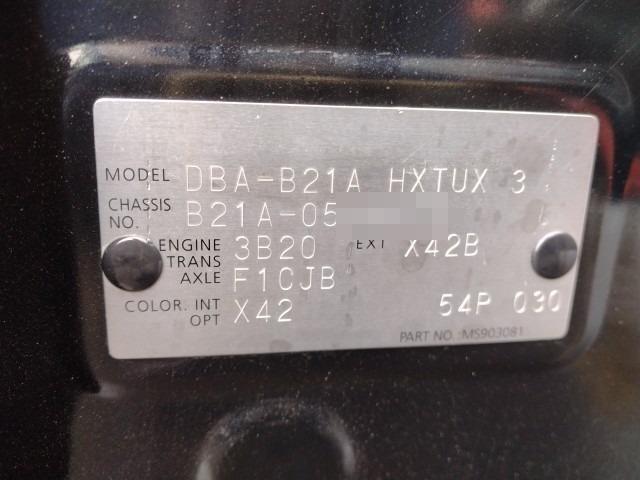 MODEL DBA-B21A HXTUX 3
CHASSIS NO. B21A-05
ENGINE 3B20 EXT X42B
TRANS AXLE F1CJB
COLOR. INT X42
OPT 54P 030
PART NO. MS903081